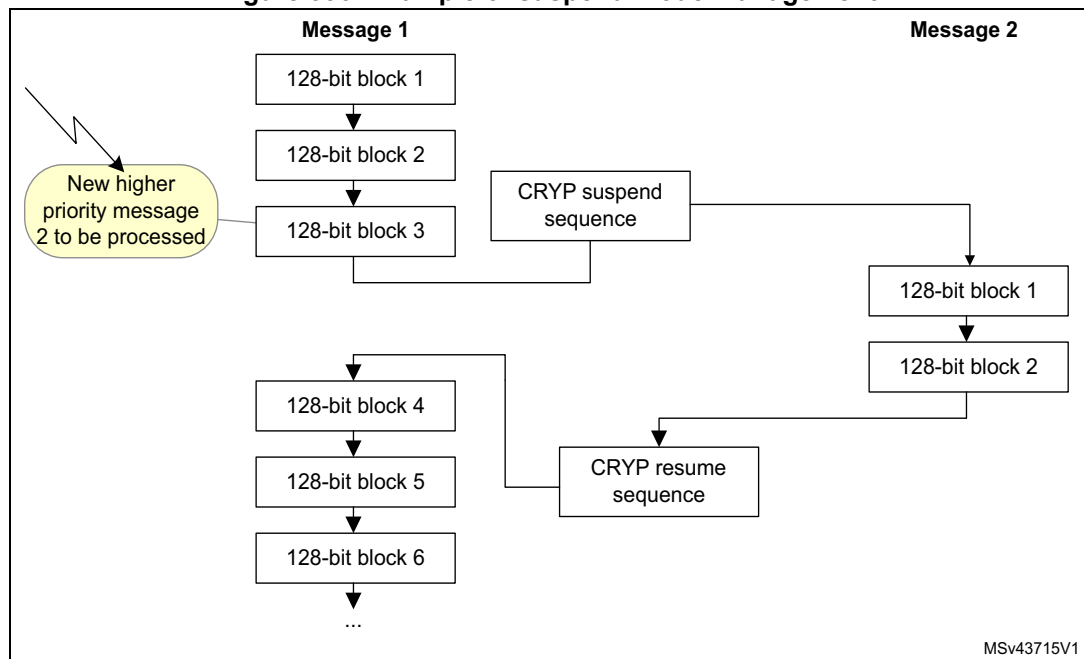 Message 1
Message 2
128-bit block 1
128-bit block 2
New higher
priority message
2 to be processed
128-bit block 3
CRYP suspend
sequence
128-bit block 1
128-bit block 2
CRYP resume
sequence
128-bit block 4
128-bit block 5
128-bit block 6
...
MSv43715V1